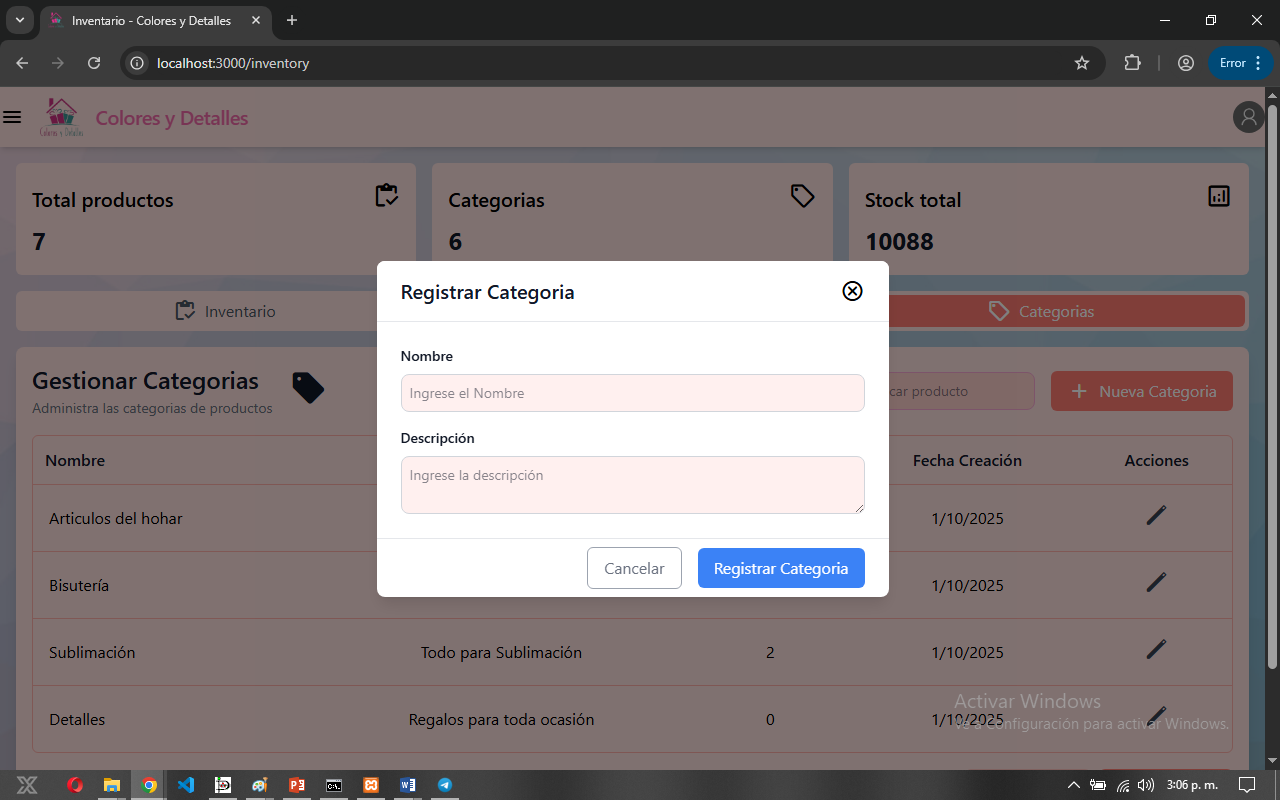 Inventario - Colores y Detalles
localhost:3000/inventory
Error
Colores y Detalles
Total productos
7
Categorias
6
Stock total
10088
Inventario
Categorias
Gestionar Categorias
Administra las categorias de productos
car producto
Nueva Categoria
Registrar Categoria
Nombre
Ingrese el Nombre
Descripción
Ingrese la descripción
Cancelar
Registrar Categoria
Nombre
Fecha Creación
Acciones
Articulos del hohar
1/10/2025
Bisutería
1/10/2025
Sublimación
Todo para Sublimación
2
1/10/2025
Detalles
Regalos para toda ocasión
0
1/10/2025
Activar Windows
Ve a Configuración para activar Windows.
3:06 p. m.